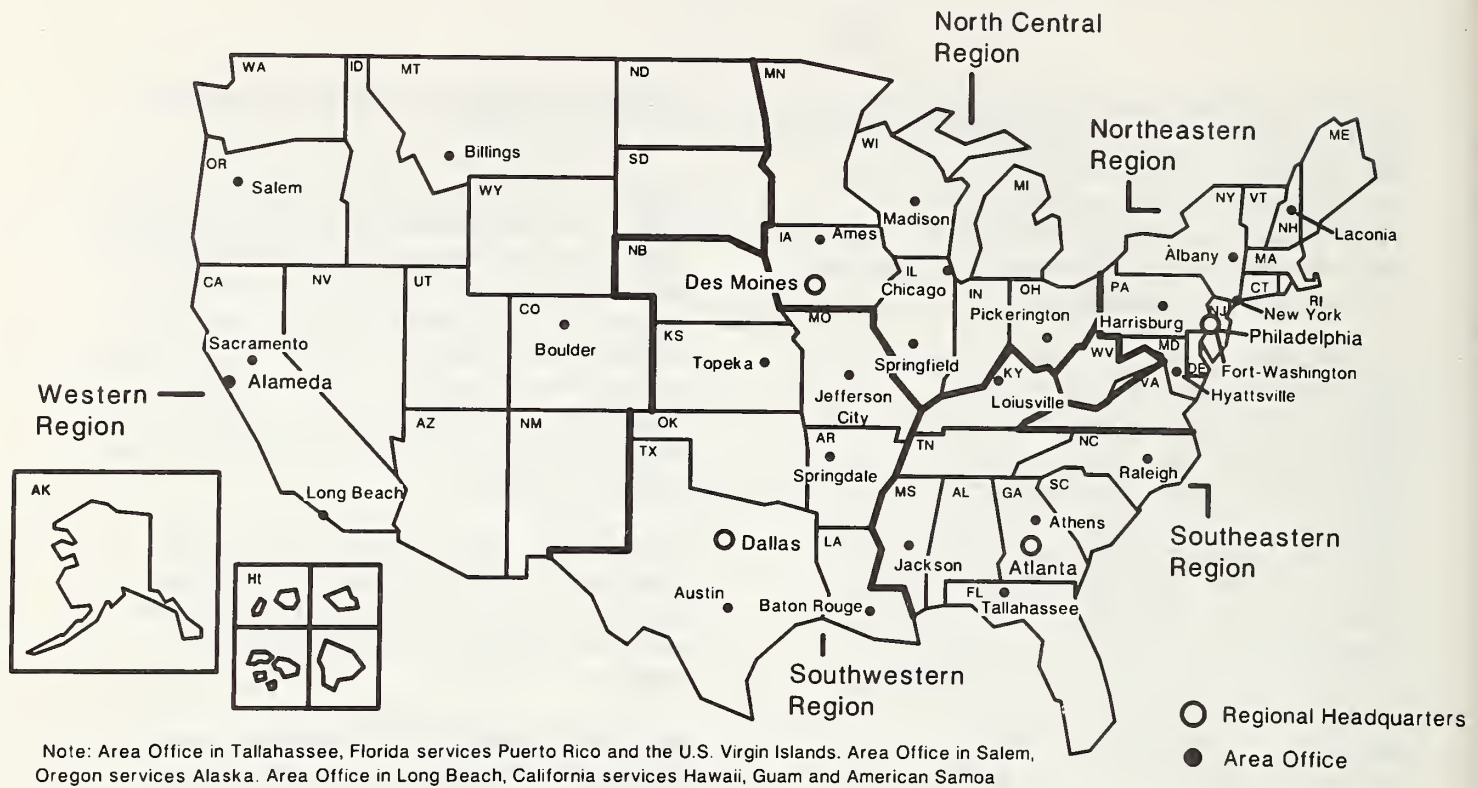 North Central
Region
Northeastern
Region
WA
ID
MT
ND
MN
ME
OR
Salem
Billings
SD
WI
MI
NY
VT
WY
Madison
NH
Laconia
NB
IA
Ames
Albany
MA
CA
NV
UT
Des Moines
IL
Chicago
IN
OH
PA
CT
RI
New York
CO
Boulder
MO
Pickerington
Harrisburg
NJ
Philadelphia
Sacramento
Alameda
KS
Topeka
Springfield
WV
MD
DE
Fort-Washington
Western
Region
Jefferson
City
KY
Loiusville
VA
Hyattsville
AZ
NM
OK
TX
AR
Springdale
TN
NC
Raleigh
AK
Long Beach
MS
AL
GA
SC
Athens
Southeastern
Region
Dallas
LA
Jackson
Atlanta
HI
Austin
Baton Rouge
FL
Tallahassee
Southwestern
Region
Regional Headquarters
Area Office
Note: Area Office in Tallahassee, Florida services Puerto Rico and the U.S. Virgin Islands. Area Office in Salem,
Oregon services Alaska. Area Office in Long Beach, California services Hawaii, Guam and American Samoa